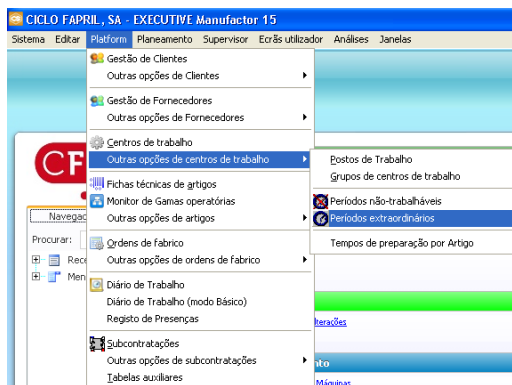 CICLO FAPRIL, SA - EXECUTIVE Manufactor 15
Sistema Editar Platform Planeamento Supervisor Ecrãs utilizador Análises Janelas
Gestão de Clientes
Outras opções de Clientes
Gestão de Fornecedores
Outras opções de Fornecedores
Centros de trabalho
Outras opções de centros de trabalho
Fichas técnicas de artigos
Monitor de Gamas operatórias
Outras opções de artigos
Ordens de fabrico
Outras opções de ordens de fabrico
Diário de Trabalho
Diário de Trabalho (modo Básico)
Registo de Presenças
Subcontratações
Outras opções de subcontratações
Tabelas auxiliares
Postos de Trabalho
Grupos de centros de trabalho
Períodos não-trabalháveis
Períodos extraordinários
Tempos de preparação por Artigo
CF
Navegad
Procurar:
Rece
Men
lterações
nto
Máquinas